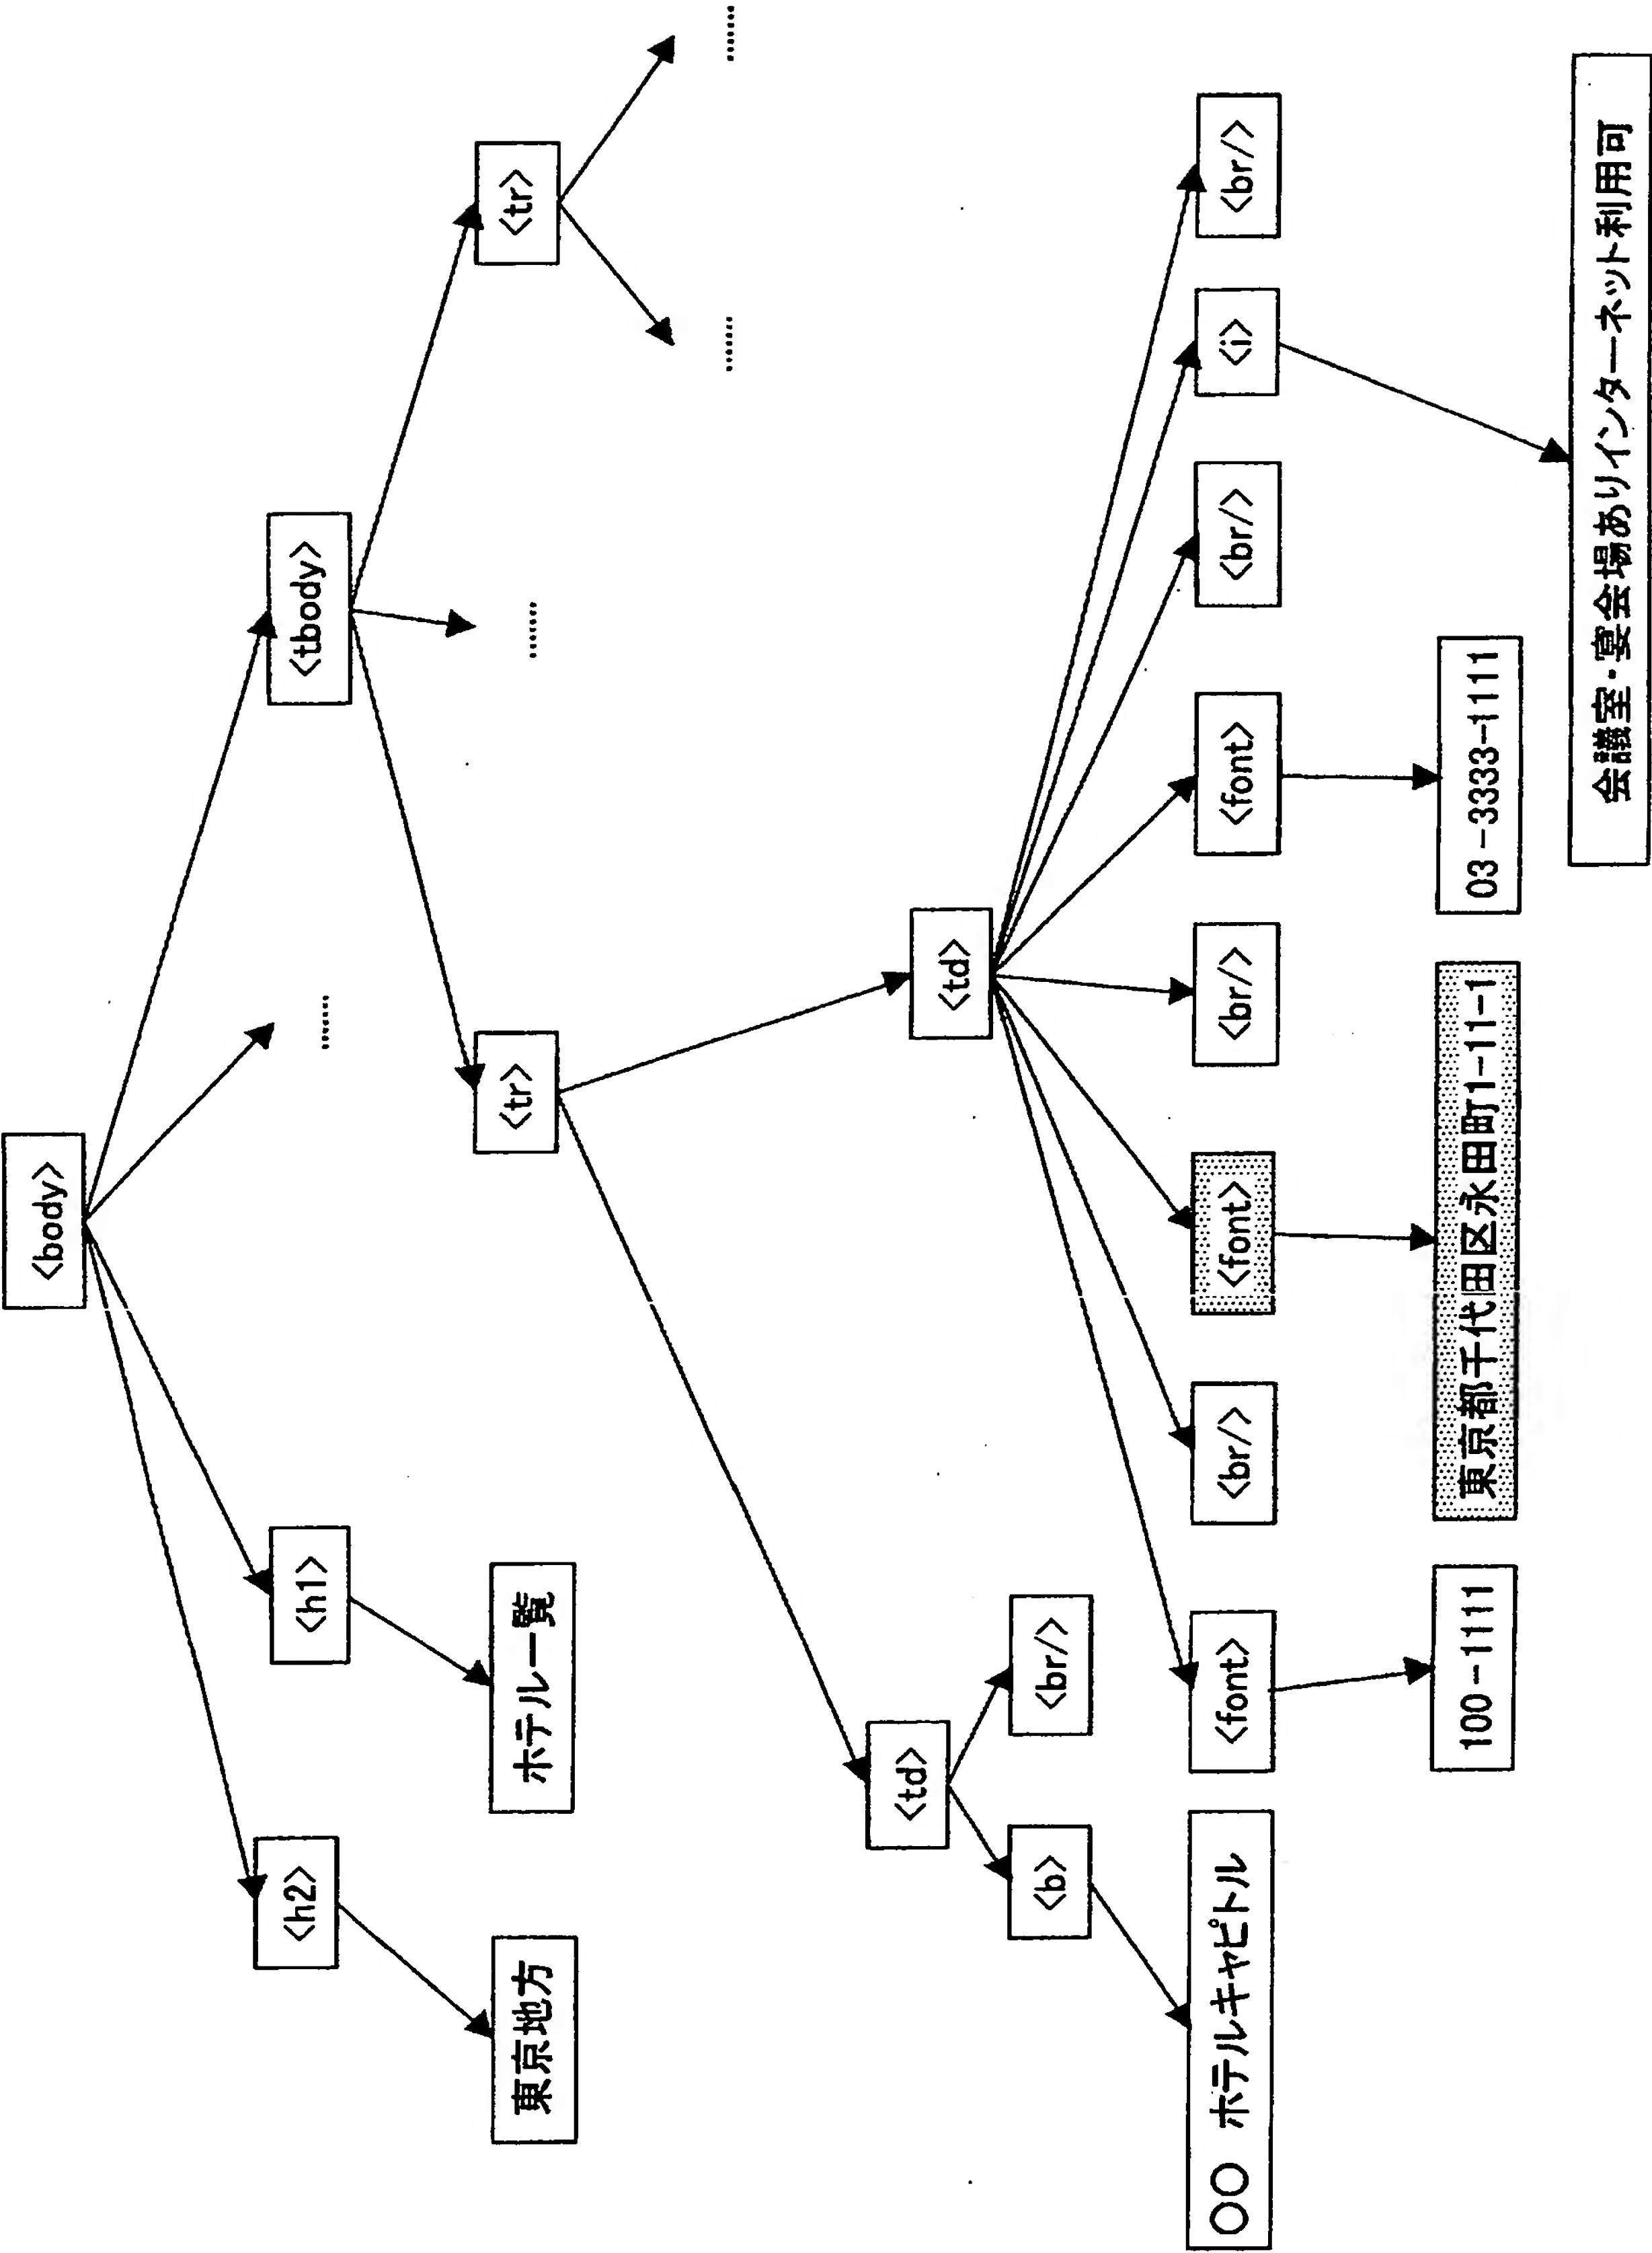 <body>
<h2>
<h1>
......
<tbody>
東京地方
ホテル一覧
<tr>
......
<tr>
......
......
<td>
<td>
<b>
<br/>
〇〇 ホテルキャピトル
<font>
<br/>
<font>
<br/>
<font>
<br/>
<i>
<br/>
100-1111
東京都千代田区永田町1-11-1
03-3333-1111
会議室・宴会場ありインターネット利用可